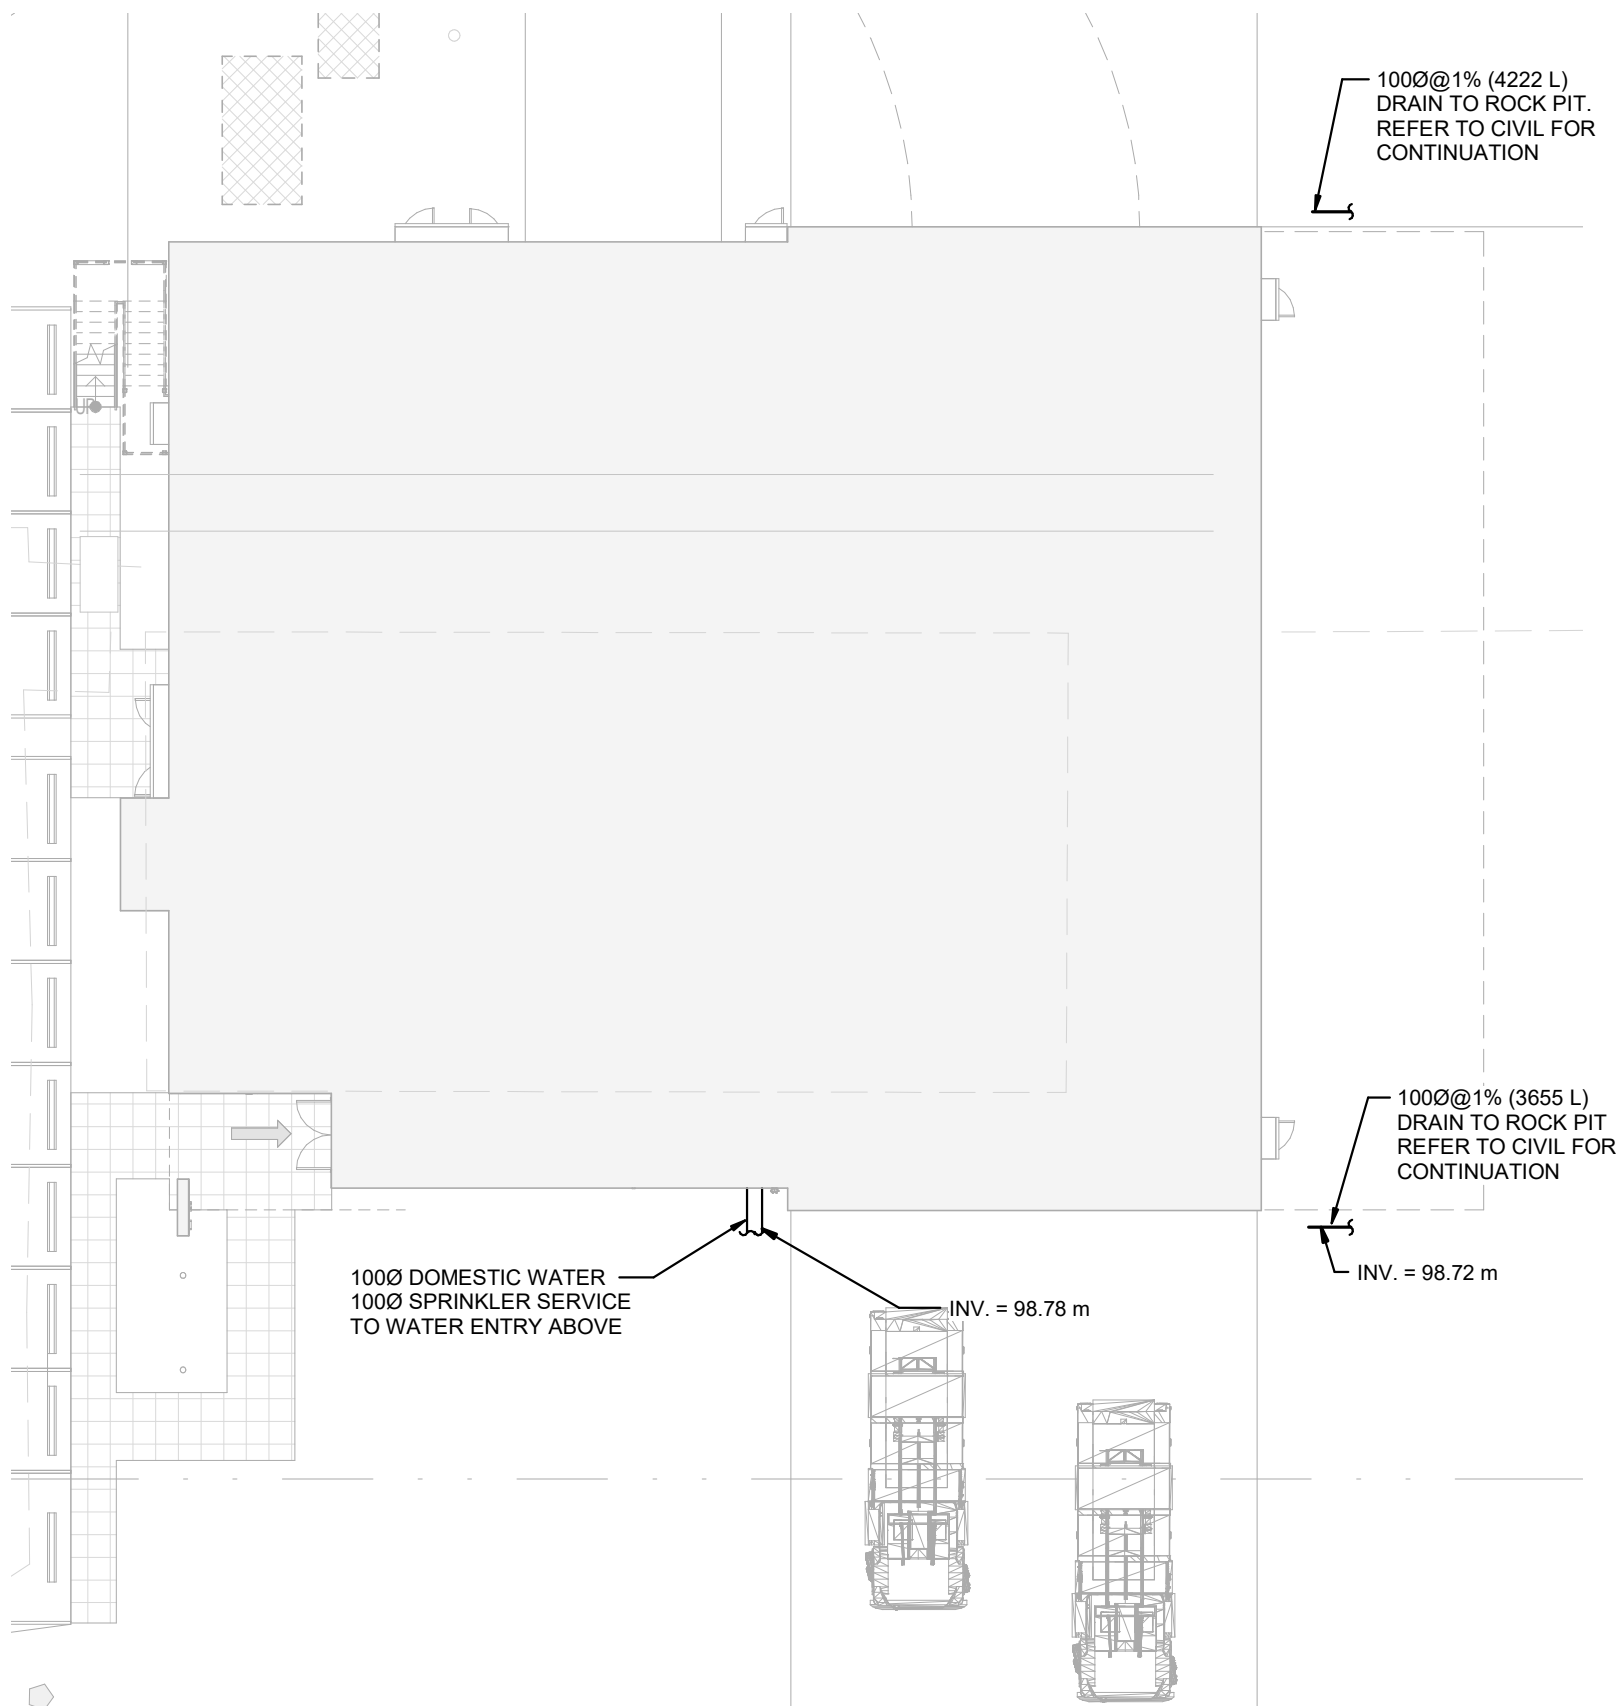 100Ø@1% (4222 L)
DRAIN TO ROCK PIT.
REFER TO CIVIL FOR
CONTINUATION
UP
100Ø@1% (3655 L)
DRAIN TO ROCK PIT
REFER TO CIVIL FOR
CONTINUATION
INV. = 98.72 m
100Ø DOMESTIC WATER
100Ø SPRINKLER SERVICE
TO WATER ENTRY ABOVE
INV. = 98.78 m